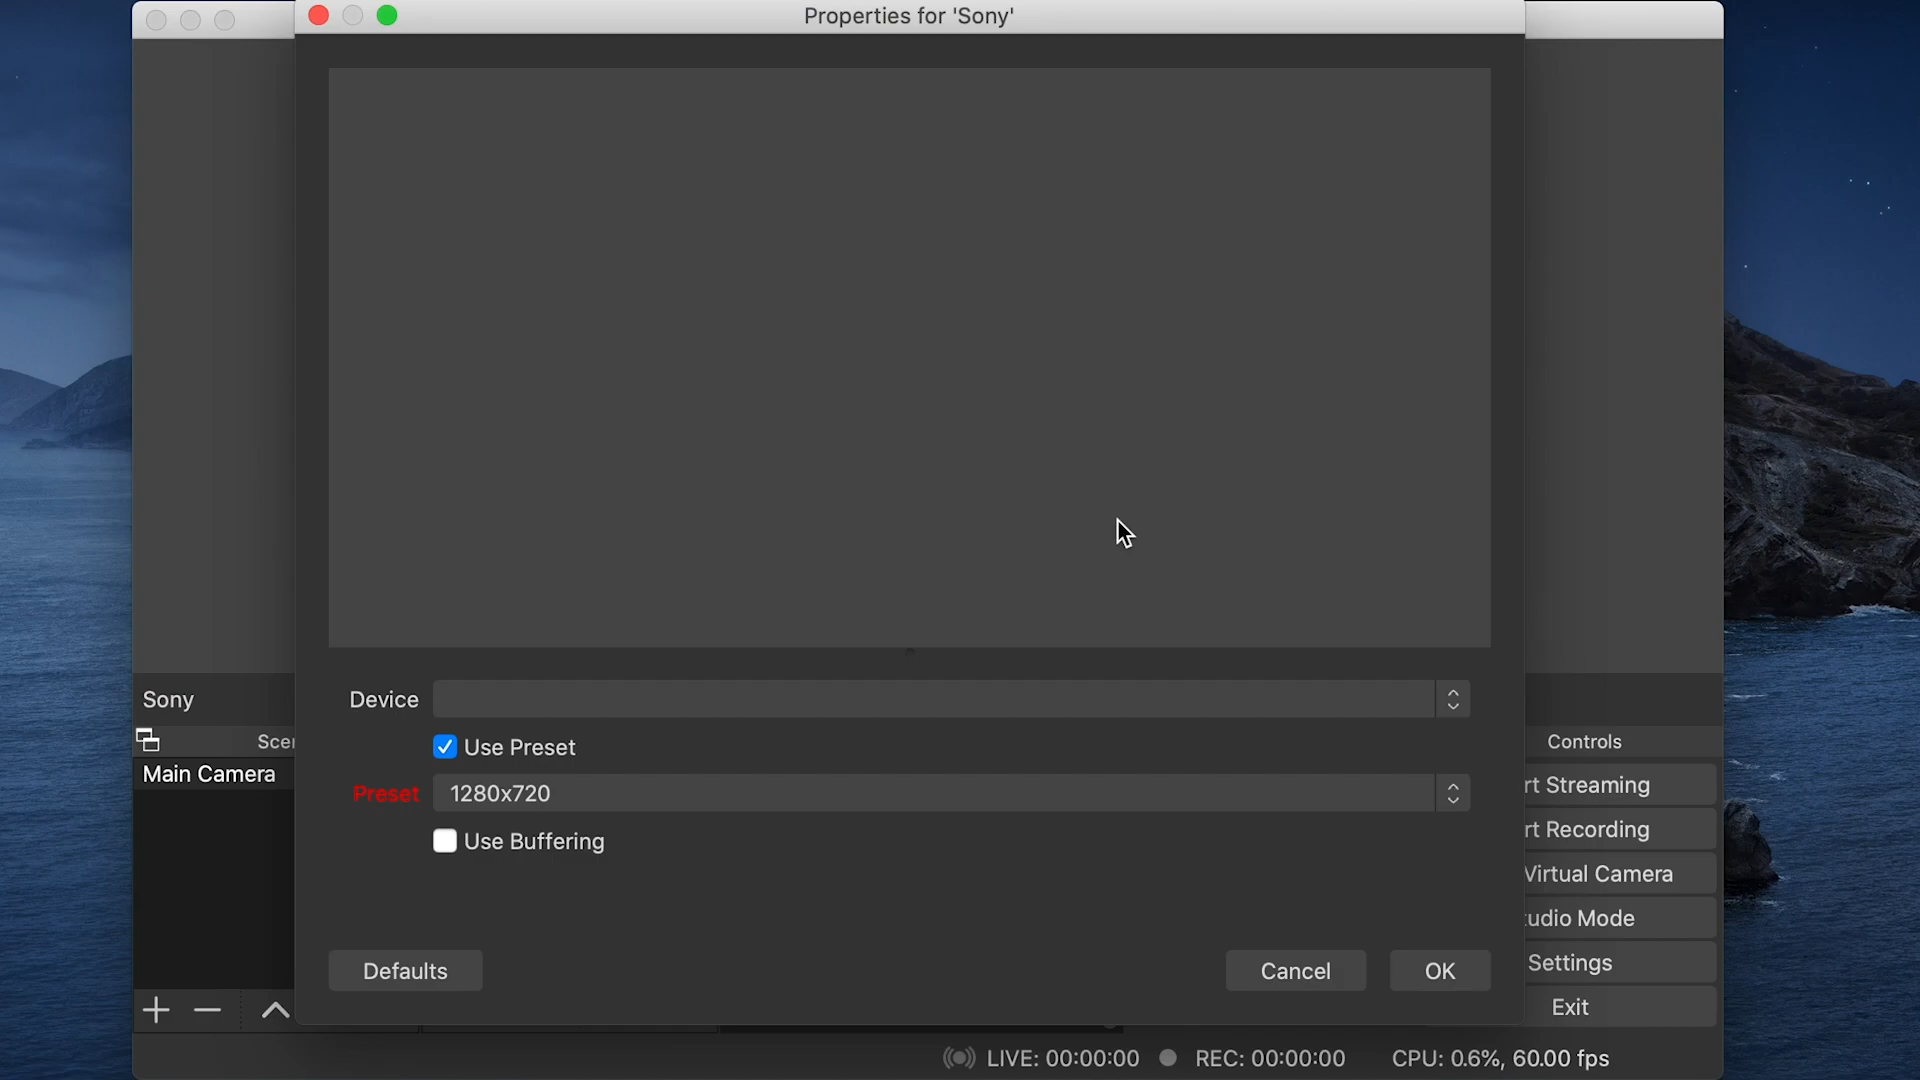 Properties for 'Sony'
Device
Use Preset
Preset 1280x720
Use Buffering
Defaults
Cancel
OK
Sony
Scen
Main Camera
Controls
rt Streaming
rt Recording
Virtual Camera
udio Mode
Settings
Exit
LIVE: 00:00:00
REC: 00:00:00
CPU: 0.6%, 60.00 fps